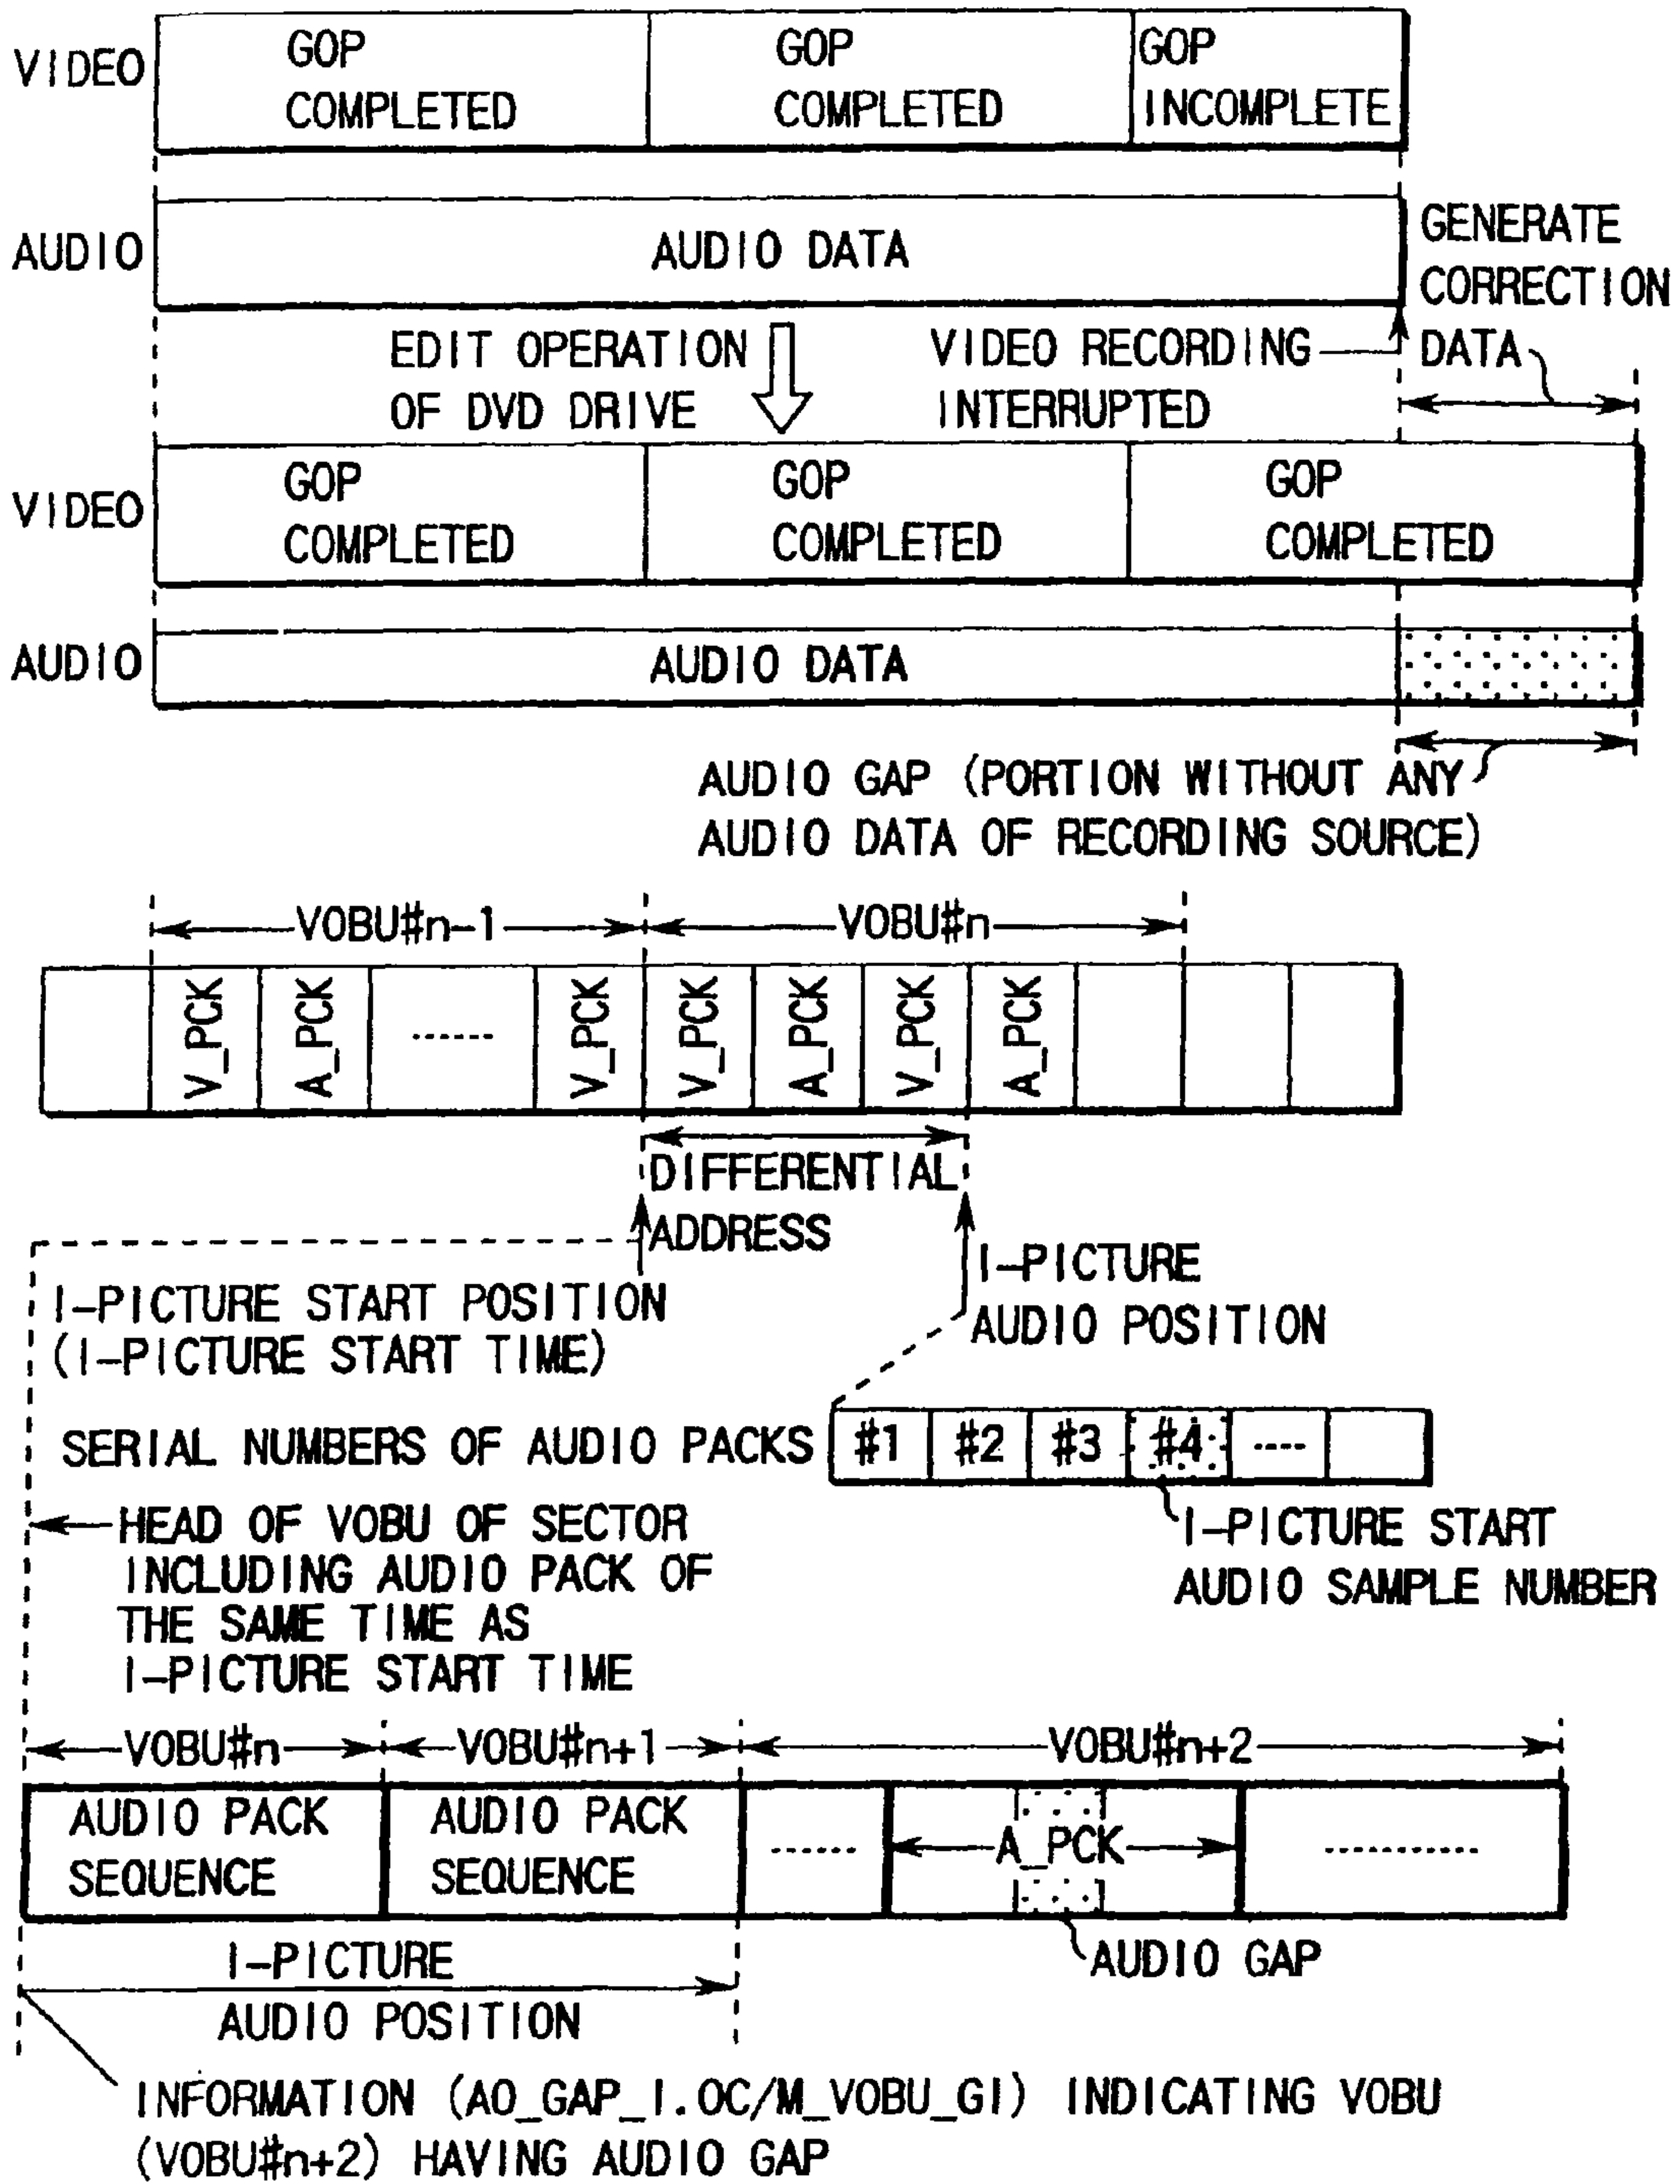 VIDEO
GOP
COMPLETED
GOP
COMPLETED
GOP
INCOMPLETE
AUDIO
AUDIO DATA
GENERATE
CORRECTION
DATA
EDIT OPERATION
OF DVD DRIVE
VIDEO RECORDING
INTERRUPTED
VIDEO
GOP
COMPLETED
GOP
COMPLETED
GOP
COMPLETED
AUDIO
AUDIO DATA
AUDIO GAP (PORTION WITHOUT ANY
AUDIO DATA OF RECORDING SOURCE)
VOBU#n-1
VOBU#n
V_PCK
A_PCK
V_PCK
V_PCK
A_PCK
V_PCK
A_PCK
DIFFERENTIAL
ADDRESS
I-PICTURE START POSITION
(I-PICTURE START TIME)
I-PICTURE
AUDIO POSITION
SERIAL NUMBERS OF AUDIO PACKS
#1
#2
#3
#4
----
I-PICTURE START
AUDIO SAMPLE NUMBER
HEAD OF VOBU OF SECTOR
INCLUDING AUDIO PACK OF
THE SAME TIME AS
I-PICTURE START TIME
VOBU#n
VOBU#n+1
VOBU#n+2
AUDIO PACK
SEQUENCE
AUDIO PACK
SEQUENCE
A_PCK
AUDIO GAP
I-PICTURE
AUDIO POSITION
INFORMATION (A0_GAP_I.OC/M_VOBU_GI) INDICATING VOBU
(VOBU#n+2) HAVING AUDIO GAP